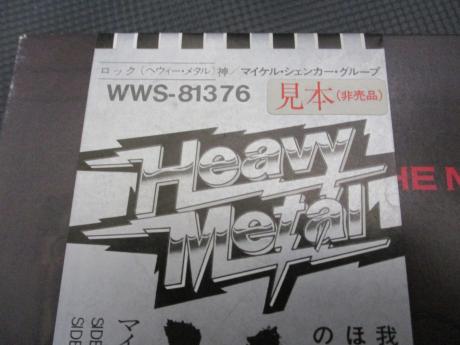 ロック(ヘヴィー・メタル)神/マイケル・シェンカー・グループ
WWS-81376 見本(非売品)
Heavy
Metal
HE N
我
ほ
の
マイ
SIDE
SIDE